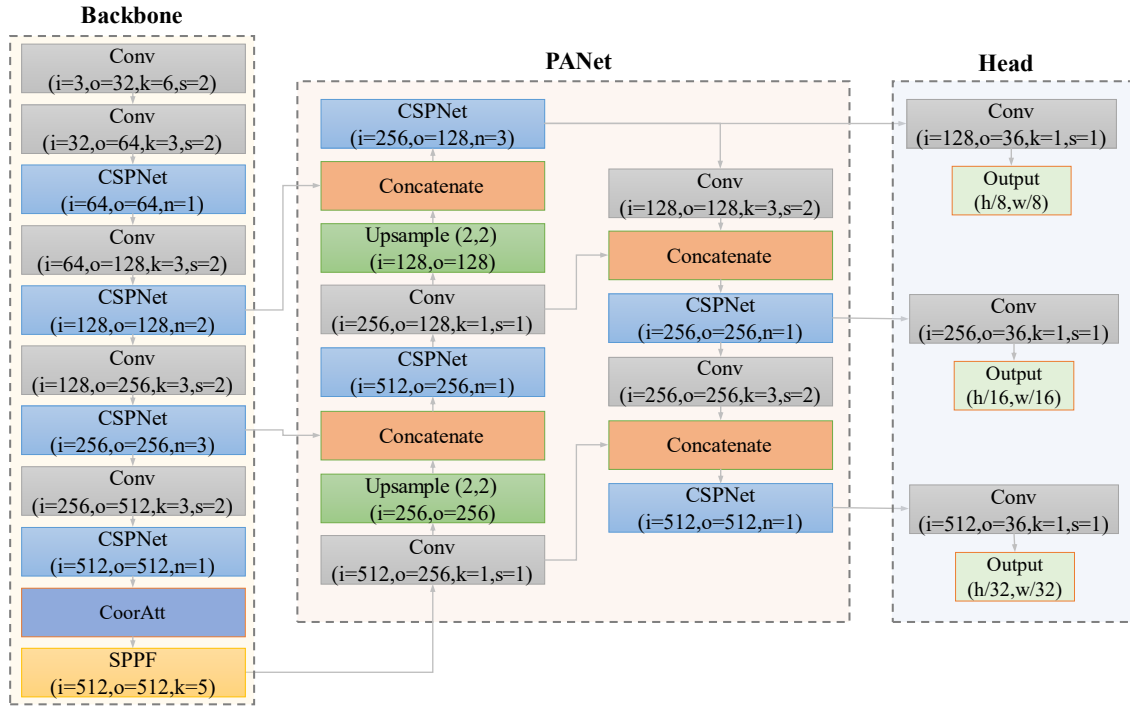 Backbone
Conv
(i=3,o=32,k=6,s=2)
Conv
(i=32,o=64,k=3,s=2)
CSPNet
(i=64,o=64,n=1)
Conv
(i=64,o=128,k=3,s=2)
CSPNet
(i=128,o=128,n=2)
Conv
(i=128,o=256,k=3,s=2)
CSPNet
(i=256,o=256,n=3)
Conv
(i=256,o=512,k=3,s=2)
CSPNet
(i=512,o=512,n=1)
CoorAtt
SPPF
(i=512,o=512,k=5)
PANet
CSPNet
(i=256,o=128,n=3)
Concatenate
Upsample (2,2)
(i=128,o=128)
Conv
(i=256,o=128,k=1,s=1)
CSPNet
(i=512,o=256,n=1)
Concatenate
Upsample (2,2)
(i=256,o=256)
Conv
(i=512,o=256,k=1,s=1)
Conv
(i=128,o=128,k=3,s=2)
Concatenate
CSPNet
(i=256,o=256,n=1)
Conv
(i=256,o=256,k=3,s=2)
Concatenate
CSPNet
(i=512,o=512,n=1)
Head
Conv
(i=128,o=36,k=1,s=1)
Output
(h/8,w/8)
Conv
(i=256,o=36,k=1,s=1)
Output
(h/16,w/16)
Conv
(i=512,o=36,k=1,s=1)
Output
(h/32,w/32)